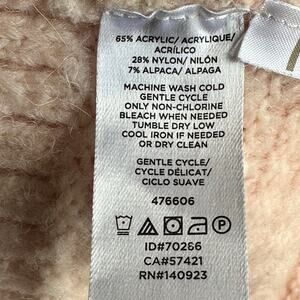 65% ACRYLIC/ ACRYLIQUE/
ACRÍLICO
28% NYLON/ NILÓN
7% ALPACA/ ALPAGA
MACHINE WASH COLD
GENTLE CYCLE
ONLY NON-CHLORINE
BLEACH WHEN NEEDED
TUMBLE DRY LOW
COOL IRON IF NEEDED
OR DRY CLEAN
GENTLE CYCLE/
CYCLE DÉLICAT/
CICLO SUAVE
476606
ID#70286
CA#57421
RN#140923